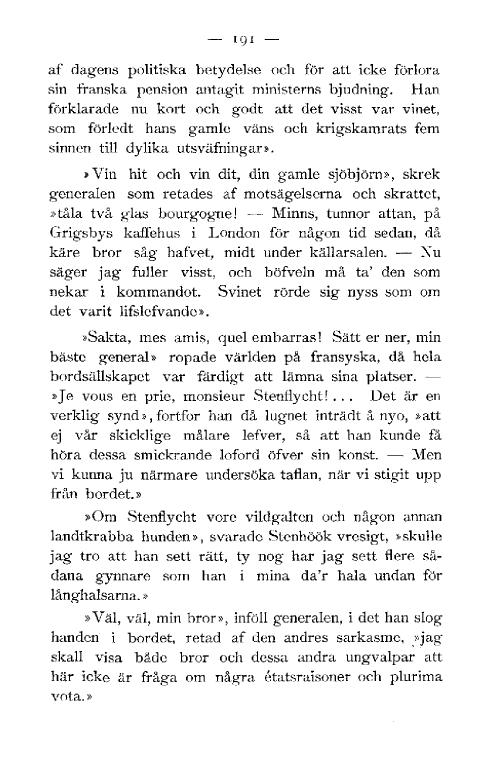 — 191 —
af dagens politiska betydelse och för att icke förlora
sin franska pension antagit ministerns bjudning. Han
förklarade nu kort och godt att det visst var vinet,
som förledt hans gamle väns och krigskamrats fem
sinnen till dylika utsväfningar».
»Vin hit och vin dit, din gamle sjöbjörn», skrek
generalen som retades af motsägelserna och skrattet,
»tåla två glas bourgogne! — Minns, tunnor attan, på
Grigsbys kaffehus i London för någon tid sedan, då
käre bror såg hafvet, midt under källarsalen. — Nu
säger jag fuller visst, och böfveln må ta' den som
nekar i kommandot. Svinet rörde sig nyss som om
det varit lifslefvande».
»Sakta, mes amis, quel embarras! Sätt er ner, min
bäste general» ropade världen på fransyska, då hela
bordsällskapet var färdigt att lämna sina platser. —
»Je vous en prie, monsieur Stenflycht! . . . Det är en
verklig synd», fortfor han då lugnet inträdt å nyo, »att
ej vår skicklige målare lefver, så att han kunde få
höra dessa smickrande loford öfver sin konst. — Men
vi kunna ju närmare undersöka taflan, när vi stigit upp
från bordet.»
»Om Stenflycht vore vildgalten och någon annan
landtkrabba hunden», svarade Stenhöök vresigt, »skulle
jag tro att han sett rätt, ty nog har jag sett flere så-
dana gynnare som han i mina da'r hala undan för
långhalsarna.»
»Väl, väl, min bror», inföll generalen, i det han slog
handen i bordet, retad af den andres sarkasme, »jag
skall visa både bror och dessa andra ungvalpar att
här icke är fråga om några étatsraisoner och plurima
vota.»